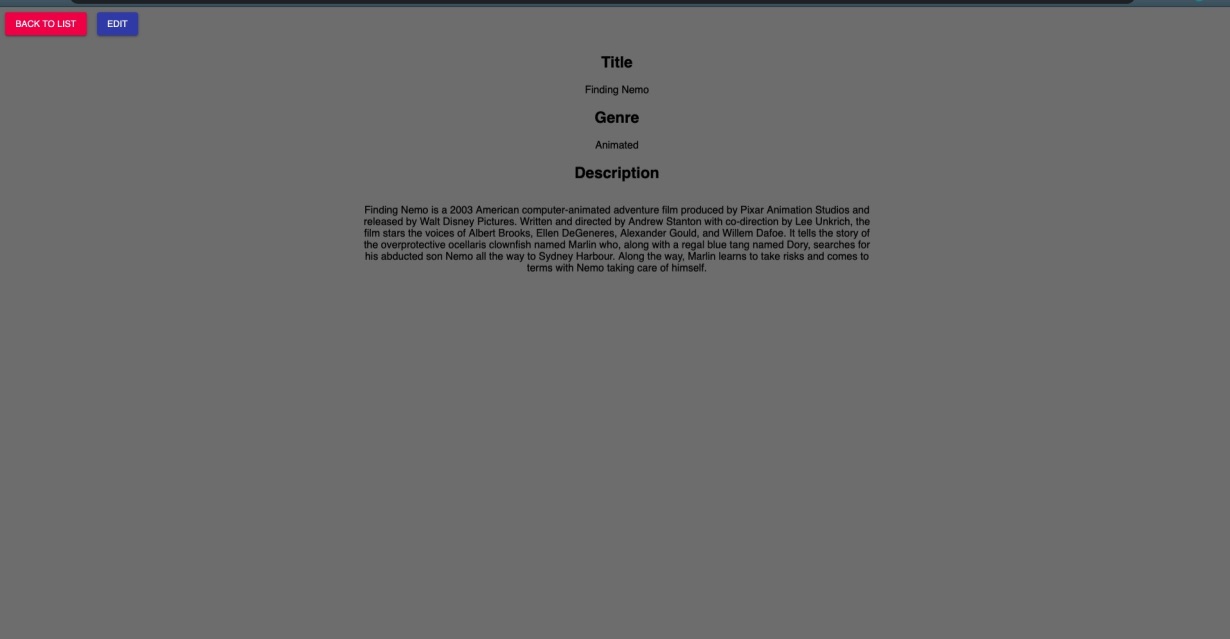 BACK TO LIST EDIT
Title
Finding Nemo
Genre
Animated
Description
Finding Nemo is a 2003 American computer-animated adventure film produced by Pixar Animation Studios and
released by Walt Disney Pictures. Written and directed by Andrew Stanton with co-direction by Lee Unkrich, the
film stars the voices of Albert Brooks, Ellen DeGeneres, Alexander Gould, and Willem Dafoe. It tells the story of
the overprotective ocellaris clownfish named Marlin who, along with a regal blue tang named Dory, searches for
his abducted son Nemo all the way to Sydney Harbour. Along the way, Marlin learns to take risks and comes to
terms with Nemo taking care of himself.